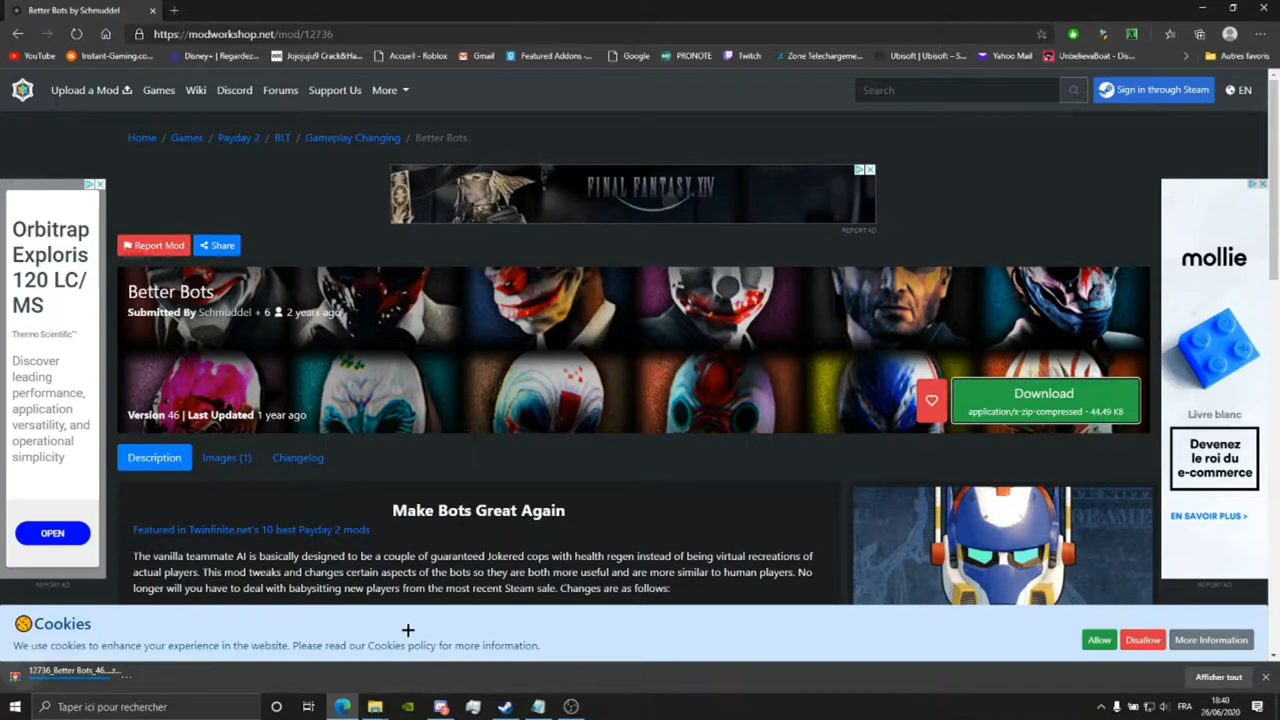 Better Bots by Schmuddel
https://modworkshop.net/mod/12736
YouTube
Instant-Gaming.co...
Disney+ | Regardez...
Jojojuju9 Crack&Ha...
Accueil - Roblox
Gmail
Featured Addons -...
Google
PRONOTE
Twitch
Zone Telechargeme...
Ubisoft | Ubisoft – S...
Yahoo Mail
UnbelievaBoat - Dis...
Autres favoris
Upload a Mod
Games
Wiki
Discord
Forums
Support Us
More
Search
Sign in through Steam
EN
Home / Games / Payday 2 / BLT / Gameplay Changing / Better Bots
FINAL FANTASY XIV
REPORT AD
Orbitrap
Exploris
120 LC/
MS
Thermo Scientific™
Discover
leading
performance,
application
versatility, and
operational
simplicity
OPEN
REPORT AD
Report Mod
Share
Better Bots
Submitted By Schmuddel + 6 2 years ago
Version 46 | Last Updated 1 year ago
Download
application/x-zip-compressed - 44.49 KB
mollie
Livre blanc
Devenez
le roi du
e-commerce
EN SAVOIR PLUS >
REPORT AD
Description
Images (1)
Changelog
Make Bots Great Again
Featured in Twinfinite.net's 10 best Payday 2 mods
The vanilla teammate AI is basically designed to be a couple of guaranteed Jokered cops with health regen instead of being virtual recreations of
actual players. This mod tweaks and changes certain aspects of the bots so they are both more useful and are more similar to human players. No
longer will you have to deal with babysitting new players from the most recent Steam sale. Changes are as follows:
Cookies
We use cookies to enhance your experience in the website. Please read our Cookies policy for more information.
Allow
Disallow
More Information
12736_Better Bots_46....z...
Afficher tout
Taper ici pour rechercher
FRA
18:40
26/06/2020